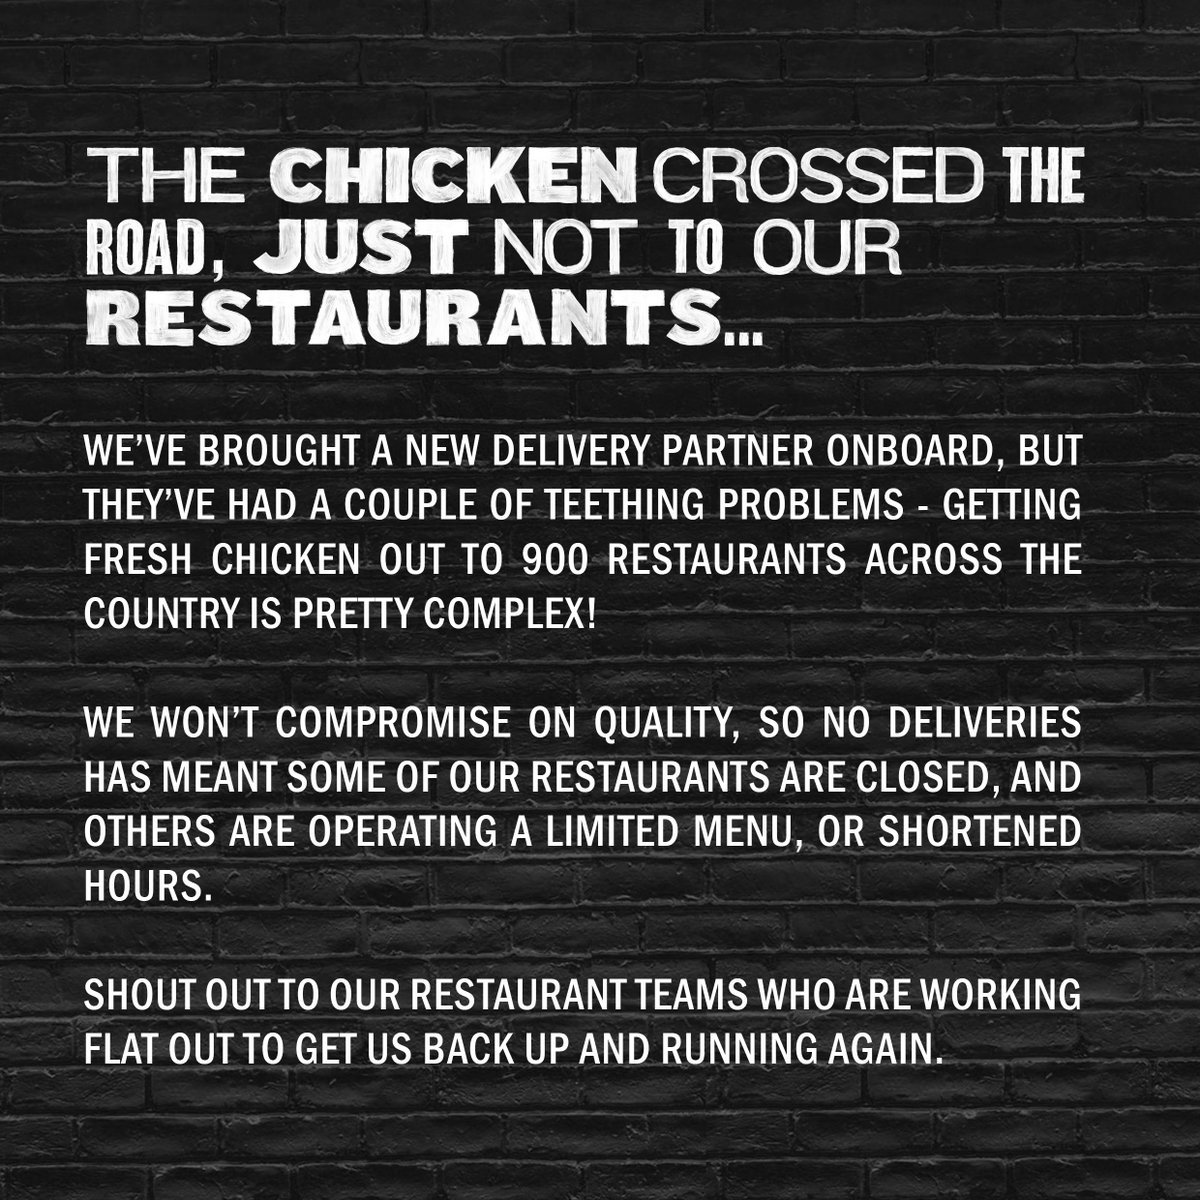 THE CHICKEN CROSSED THE
ROAD, JUST NOT TO OUR
RESTAURANTS...
WE'VE BROUGHT A NEW DELIVERY PARTNER ONBOARD, BUT
THEY'VE HAD A COUPLE OF TEETHING PROBLEMS - GETTING
FRESH CHICKEN OUT TO 900 RESTAURANTS ACROSS THE
COUNTRY IS PRETTY COMPLEX!
WE WON'T COMPROMISE ON QUALITY, SO NO DELIVERIES
HAS MEANT SOME OF OUR RESTAURANTS ARE CLOSED, AND
OTHERS ARE OPERATING A LIMITED MENU, OR SHORTENED
HOURS.
SHOUT OUT TO OUR RESTAURANT TEAMS WHO ARE WORKING
FLAT OUT TO GET US BACK UP AND RUNNING AGAIN.